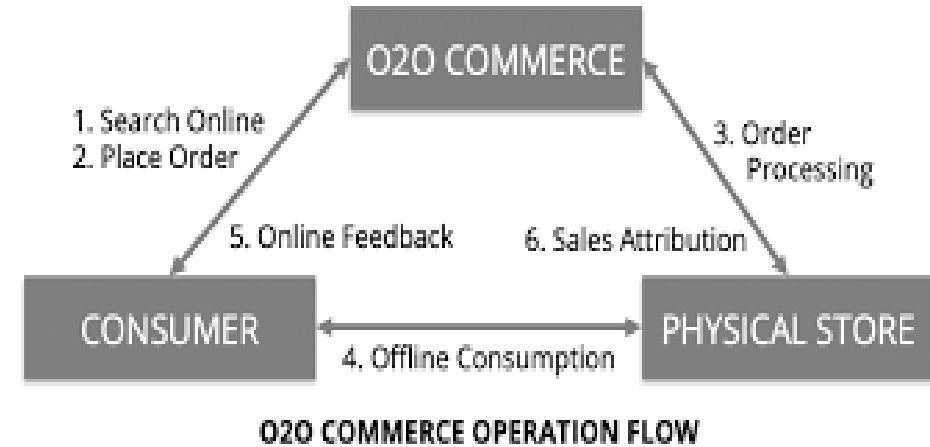 O2O COMMERCE
1. Search Online
2. Place Order
3. Order
Processing
5. Online Feedback
6. Sales Attribution
CONSUMER
PHYSICAL STORE
4. Offline Consumption
O2O COMMERCE OPERATION FLOW